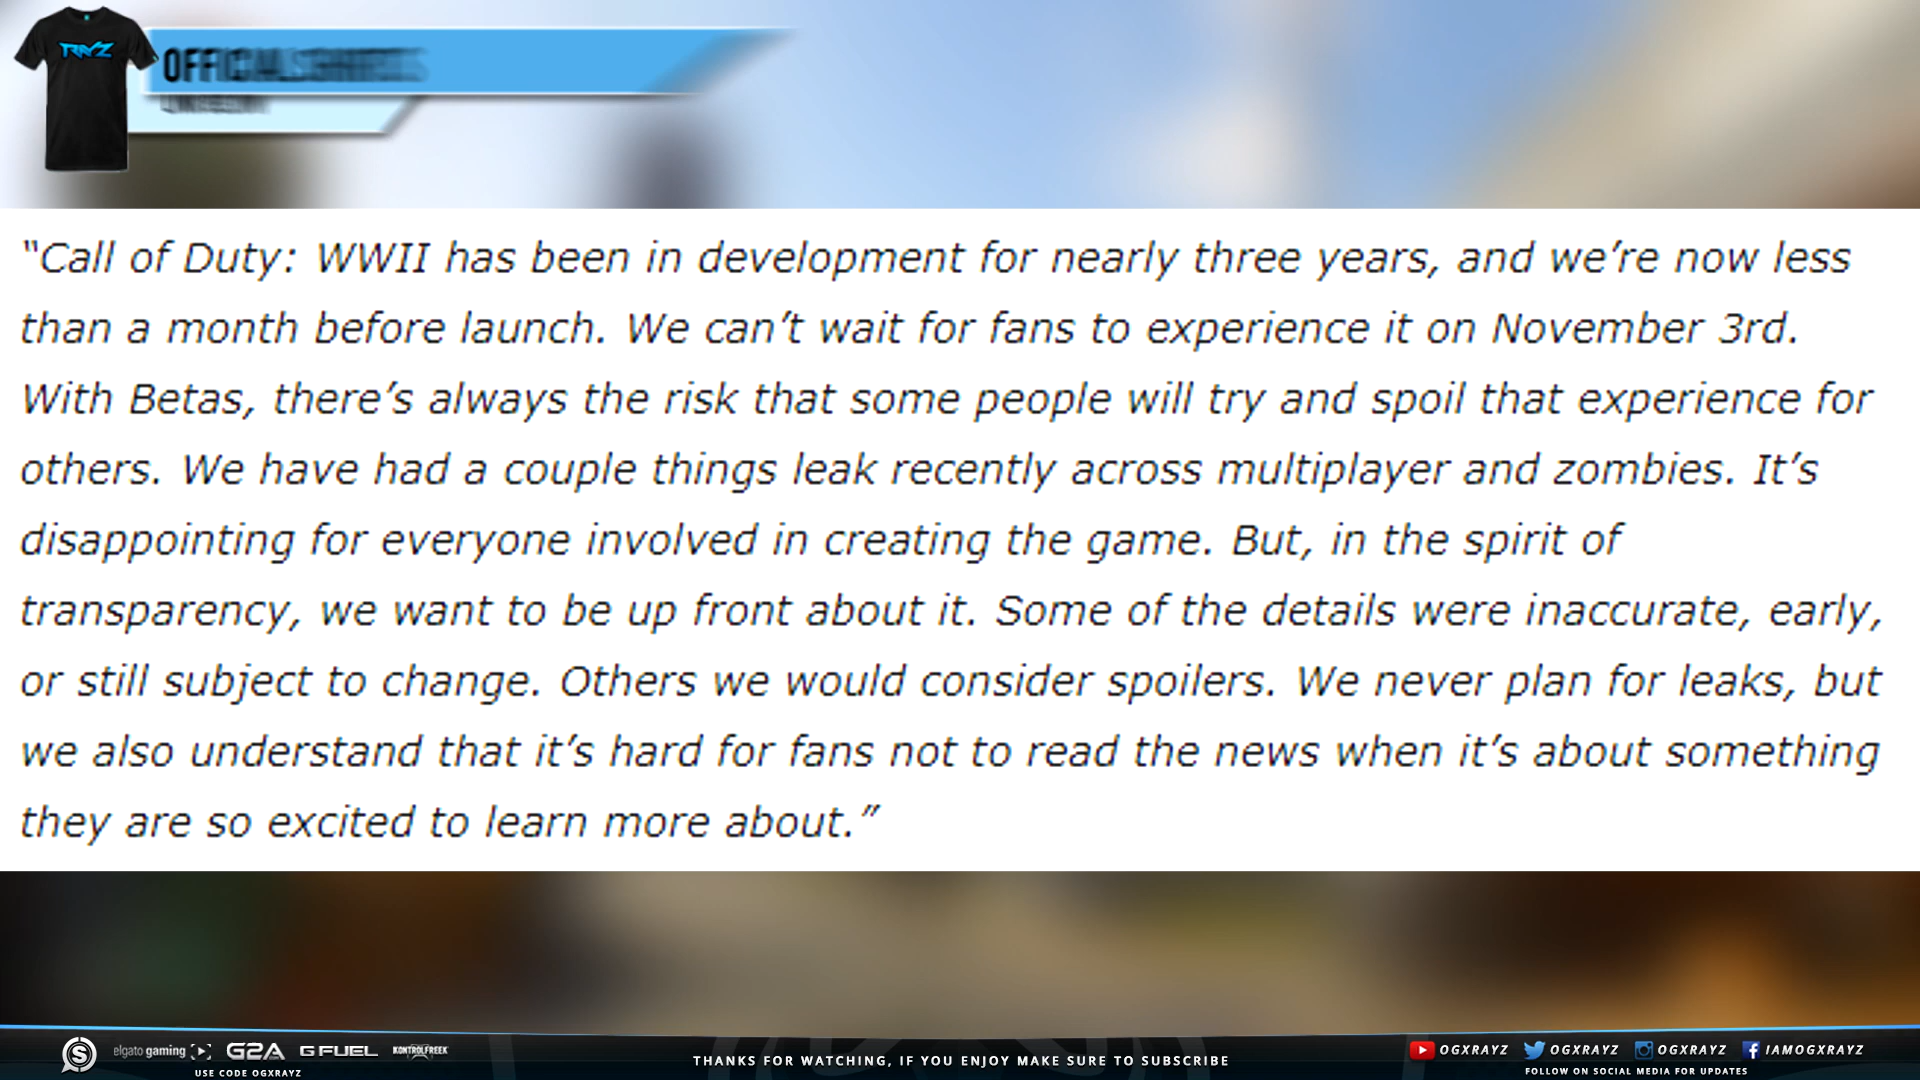 RAYZ
OFFICIAL SHIRTS
"Call of Duty: WWII has been in development for nearly three years, and we're now less
than a month before launch. We can't wait for fans to experience it on November 3rd.
With Betas, there's always the risk that some people will try and spoil that experience for
others. We have had a couple things leak recently across multiplayer and zombies. It's
disappointing for everyone involved in creating the game. But, in the spirit of
transparency, we want to be up front about it. Some of the details were inaccurate, early,
or still subject to change. Others we would consider spoilers. We never plan for leaks, but
we also understand that it's hard for fans not to read the news when it's about something
they are so excited to learn more about."
elgato gaming G2A G FUEL KONTROLFREEK
USE CODE OGXRAYZ
THANKS FOR WATCHING, IF YOU ENJOY MAKE SURE TO SUBSCRIBE
OGXRAYZ OGXRAYZ OGXRAYZ IAMOGXRAYZ
FOLLOW ON SOCIAL MEDIA FOR UPDATES